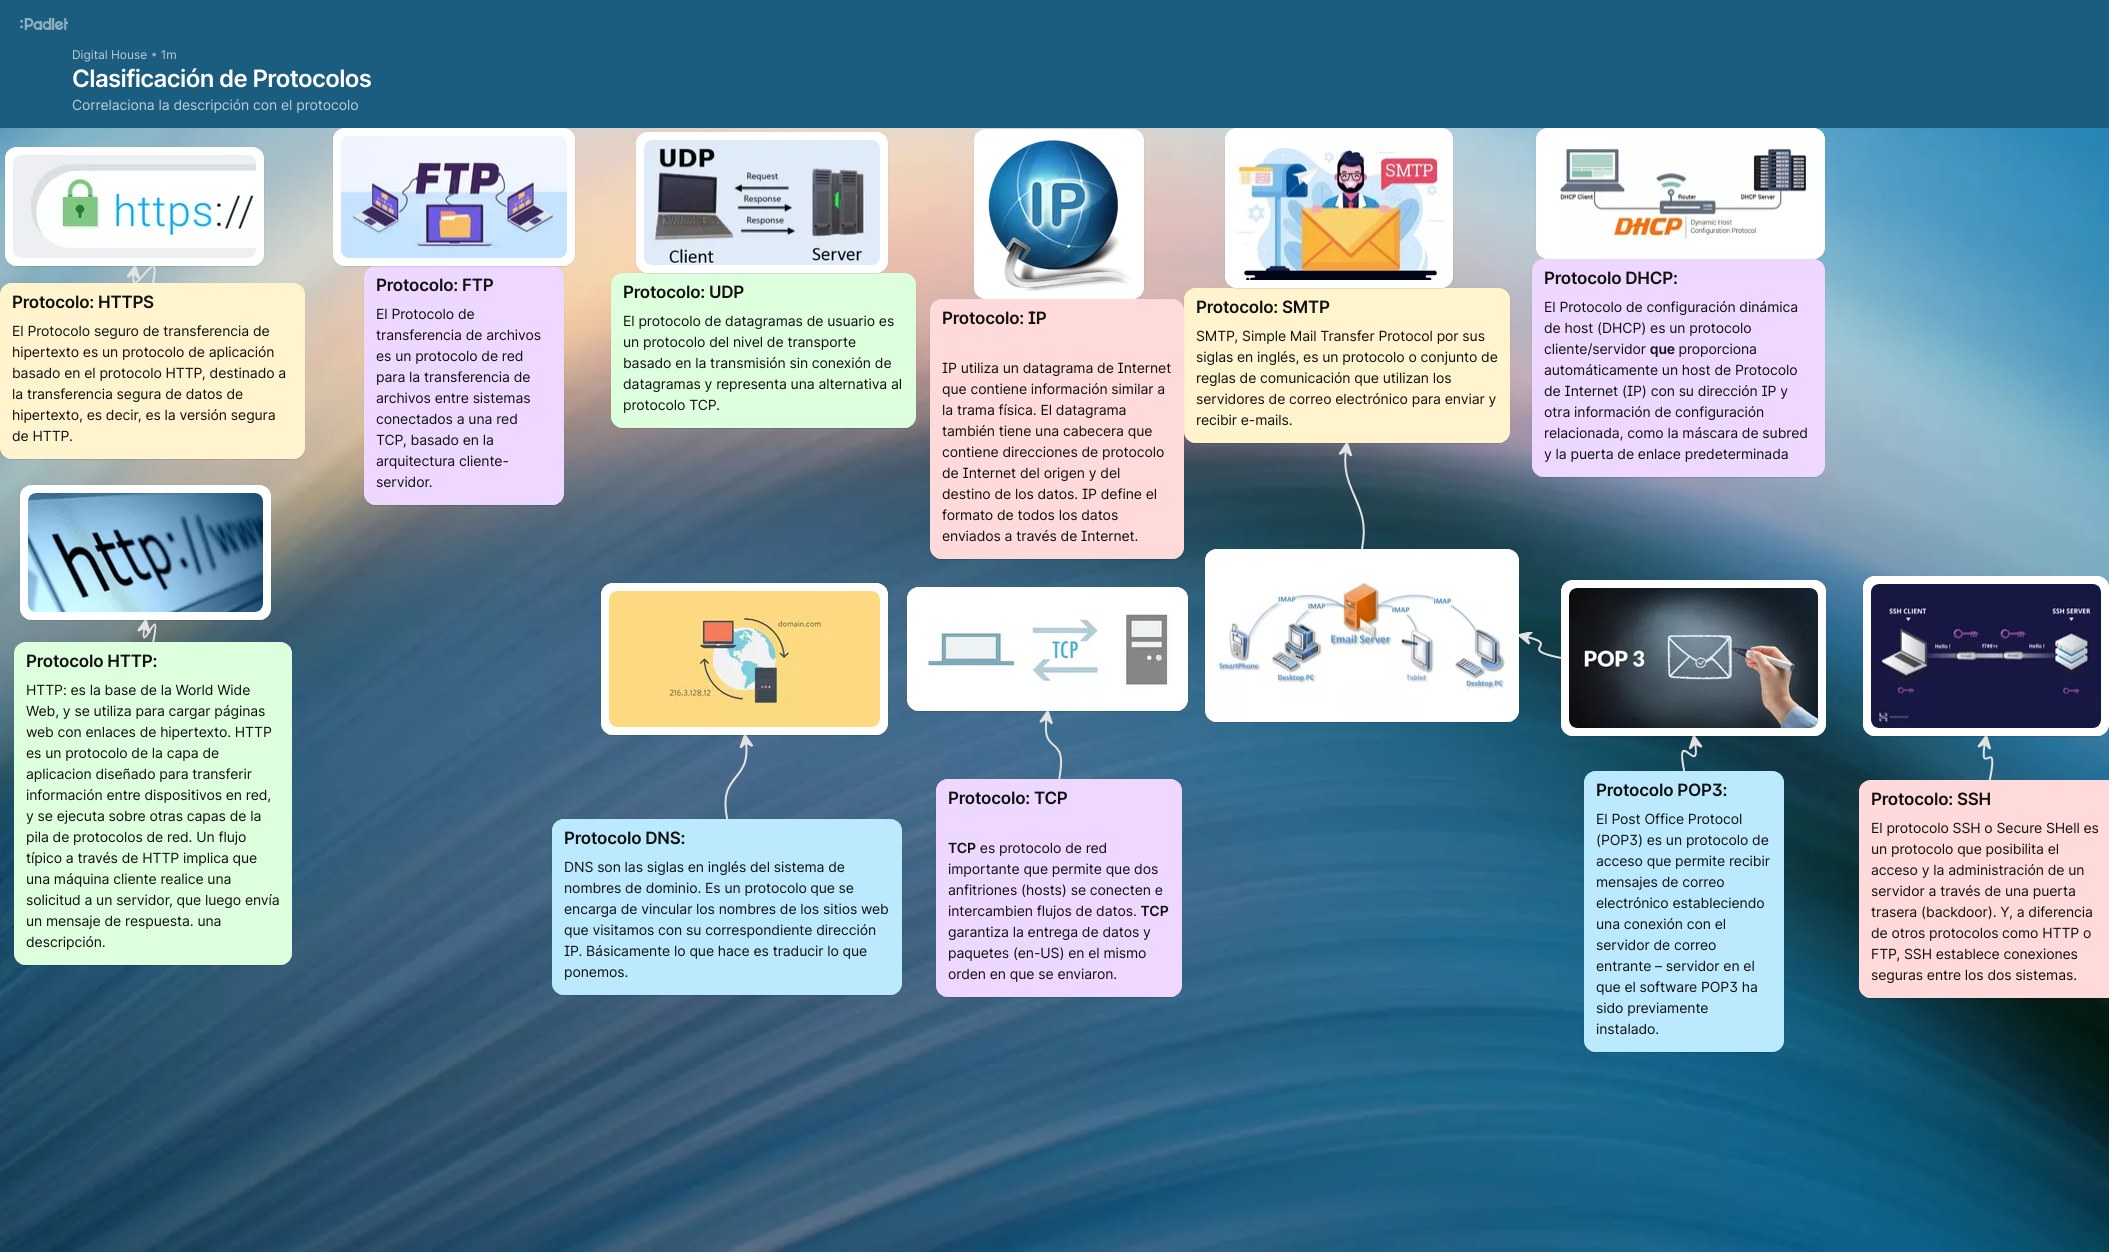 :Padlet
Digital House • 1m
Clasificación de Protocolos
Correlaciona la descripción con el protocolo
https://
Protocolo: HTTPS
El Protocolo seguro de transferencia de
hipertexto es un protocolo de aplicación
basado en el protocolo HTTP, destinado a
la transferencia segura de datos de
hipertexto, es decir, es la versión segura
de HTTP.
http://www
Protocolo HTTP:
HTTP: es la base de la World Wide
Web, y se utiliza para cargar páginas
web con enlaces de hipertexto. HTTP
es un protocolo de la capa de
aplicacion diseñado para transferir
información entre dispositivos en red,
y se ejecuta sobre otras capas de la
pila de protocolos de red. Un flujo
típico a través de HTTP implica que
una máquina cliente realice una
solicitud a un servidor, que luego envía
un mensaje de respuesta. una
descripción.
FTP
Protocolo: FTP
El Protocolo de
transferencia de archivos
es un protocolo de red
para la transferencia de
archivos entre sistemas
conectados a una red
TCP, basado en la
arquitectura cliente-
servidor.
UDP
Request
Response
Response
Client
Server
Protocolo: UDP
El protocolo de datagramas de usuario es
un protocolo del nivel de transporte
basado en la transmisión sin conexión de
datagramas y representa una alternativa al
protocolo TCP.
IP
Protocolo: IP
IP utiliza un datagrama de Internet
que contiene información similar a
la trama física. El datagrama
también tiene una cabecera que
contiene direcciones de protocolo
de Internet del origen y del
destino de los datos. IP define el
formato de todos los datos
enviados a través de Internet.
SMTP
Protocolo: SMTP
SMTP, Simple Mail Transfer Protocol por sus
siglas en inglés, es un protocolo o conjunto de
reglas de comunicación que utilizan los
servidores de correo electrónico para enviar y
recibir e-mails.
DHCP Client
Router
DHCP Server
DHCP
Dynamic Host
Configuration Protocol
Protocolo DHCP:
El Protocolo de configuración dinámica
de host (DHCP) es un protocolo
cliente/servidor que proporciona
automáticamente un host de Protocolo
de Internet (IP) con su dirección IP y
otra información de configuración
relacionada, como la máscara de subred
y la puerta de enlace predeterminada
domain.com
216.3.128.12
Protocolo DNS:
DNS son las siglas en inglés del sistema de
nombres de dominio. Es un protocolo que se
encarga de vincular los nombres de los sitios web
que visitamos con su correspondiente dirección
IP. Básicamente lo que hace es traducir lo que
ponemos.
TCP
Protocolo: TCP
TCP es protocolo de red
importante que permite que dos
anfitriones (hosts) se conecten e
intercambien flujos de datos. TCP
garantiza la entrega de datos y
paquetes (en-US) en el mismo
orden en que se enviaron.
IMAP
IMAP
IMAP
IMAP
Email Server
SmartPhone
Desktop PC
Tablet
Desktop PC
POP 3
Protocolo POP3:
El Post Office Protocol
(POP3) es un protocolo de
acceso que permite recibir
mensajes de correo
electrónico estableciendo
una conexión con el
servidor de correo
entrante – servidor en el
que el software POP3 ha
sido previamente
instalado.
SSH CLIENT
SSH SERVER
Hello !
Hello !
Protocolo: SSH
El protocolo SSH o Secure SHell es
un protocolo que posibilita el
acceso y la administración de un
servidor a través de una puerta
trasera (backdoor). Y, a diferencia
de otros protocolos como HTTP o
FTP, SSH establece conexiones
seguras entre los dos sistemas.